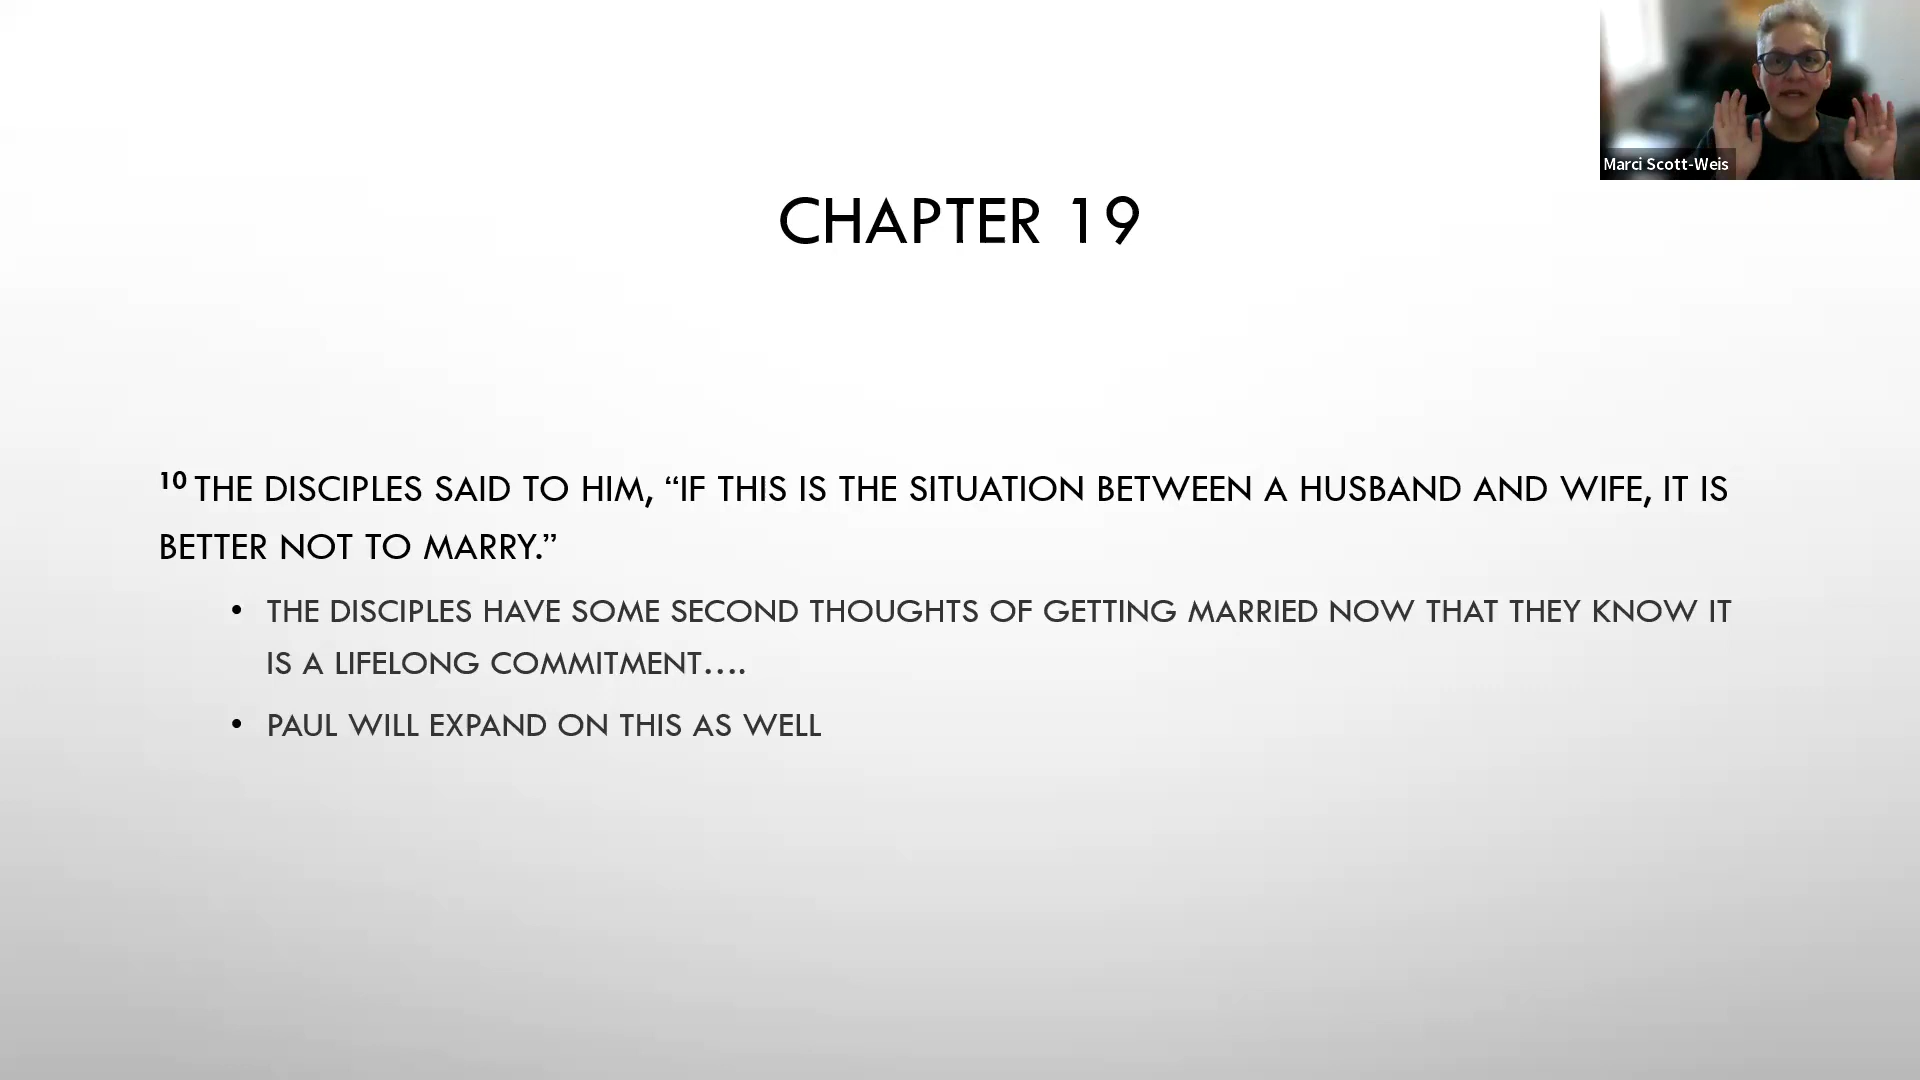 Marci Scott-Weis
CHAPTER 19
10 THE DISCIPLES SAID TO HIM, “IF THIS IS THE SITUATION BETWEEN A HUSBAND AND WIFE, IT IS
BETTER NOT TO MARRY.”
• THE DISCIPLES HAVE SOME SECOND THOUGHTS OF GETTING MARRIED NOW THAT THEY KNOW IT
IS A LIFELONG COMMITMENT….
• PAUL WILL EXPAND ON THIS AS WELL